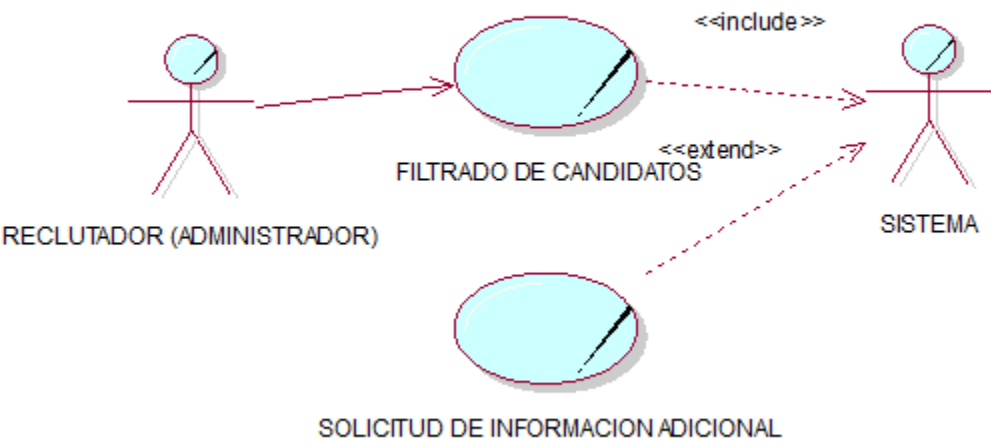 <<include>>
<<extend>>
FILTRADO DE CANDIDATOS
SISTEMA
RECLUTADOR (ADMINISTRADOR)
SOLICITUD DE INFORMACION ADICIONAL